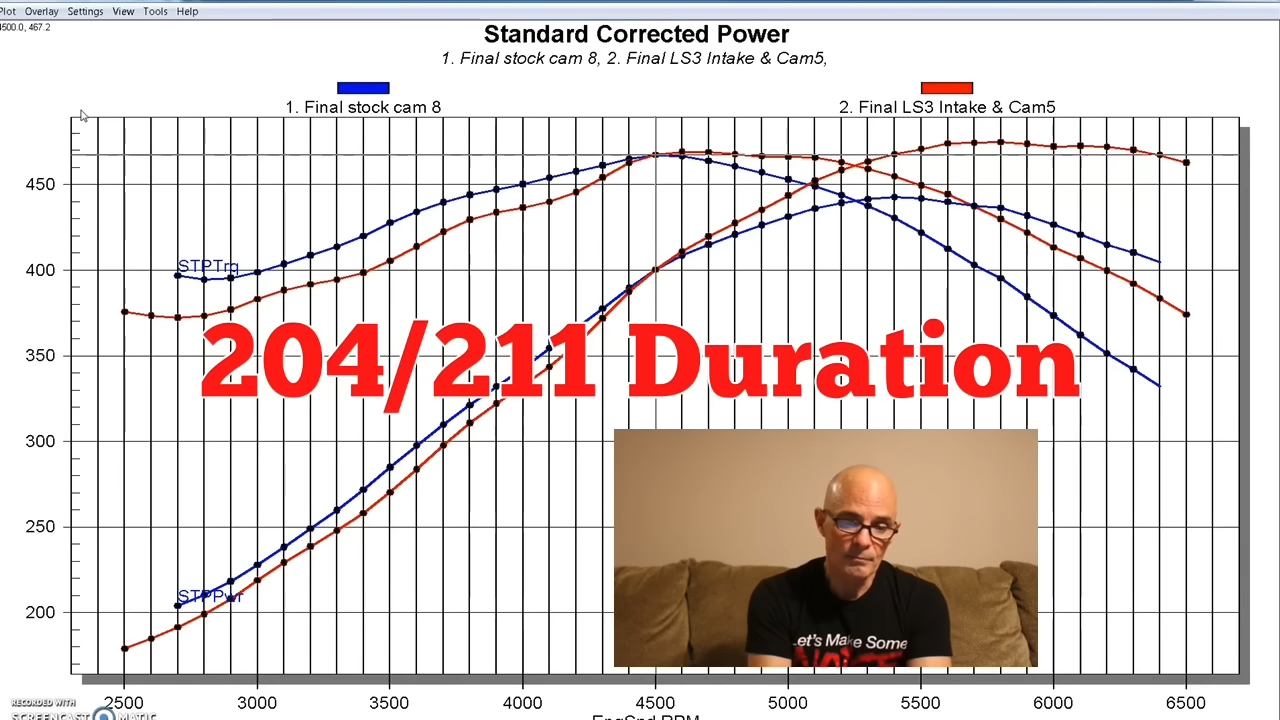 Plot Overlay Settings View Tools Help
4500.0, 467.2
Standard Corrected Power
1. Final stock cam 8, 2. Final LS3 Intake & Cam5,
1. Final stock cam 8
2. Final LS3 Intake & Cam5
450
STPTrq
400
350
204/211 Duration
300
250
STPPwr
200
Let's Make Some
NOISE
2500 3000 3500 4000 4500 5000 5500 6000 6500
EngSpd RPM
RECORDED WITH
SCREENCAST MATIC